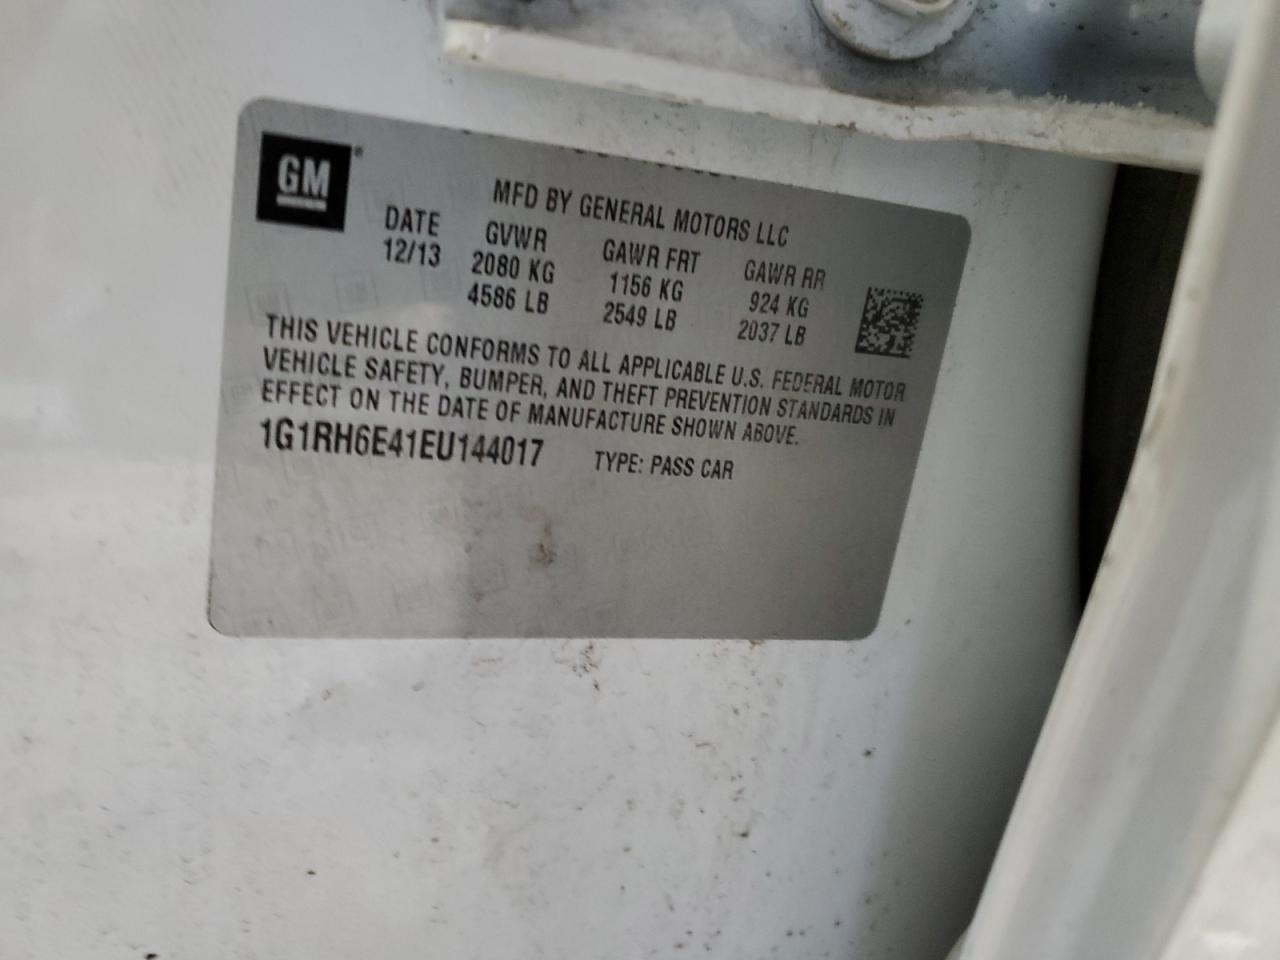 GM®
MFD BY GENERAL MOTORS LLC
DATE GVWR GAWR FRT GAWR RR
12/13 2080 KG 1156 KG 924 KG
4586 LB 2549 LB 2037 LB
THIS VEHICLE CONFORMS TO ALL APPLICABLE U.S. FEDERAL MOTOR
VEHICLE SAFETY, BUMPER, AND THEFT PREVENTION STANDARDS IN
EFFECT ON THE DATE OF MANUFACTURE SHOWN ABOVE.
1G1RH6E41EU144017 TYPE: PASS CAR